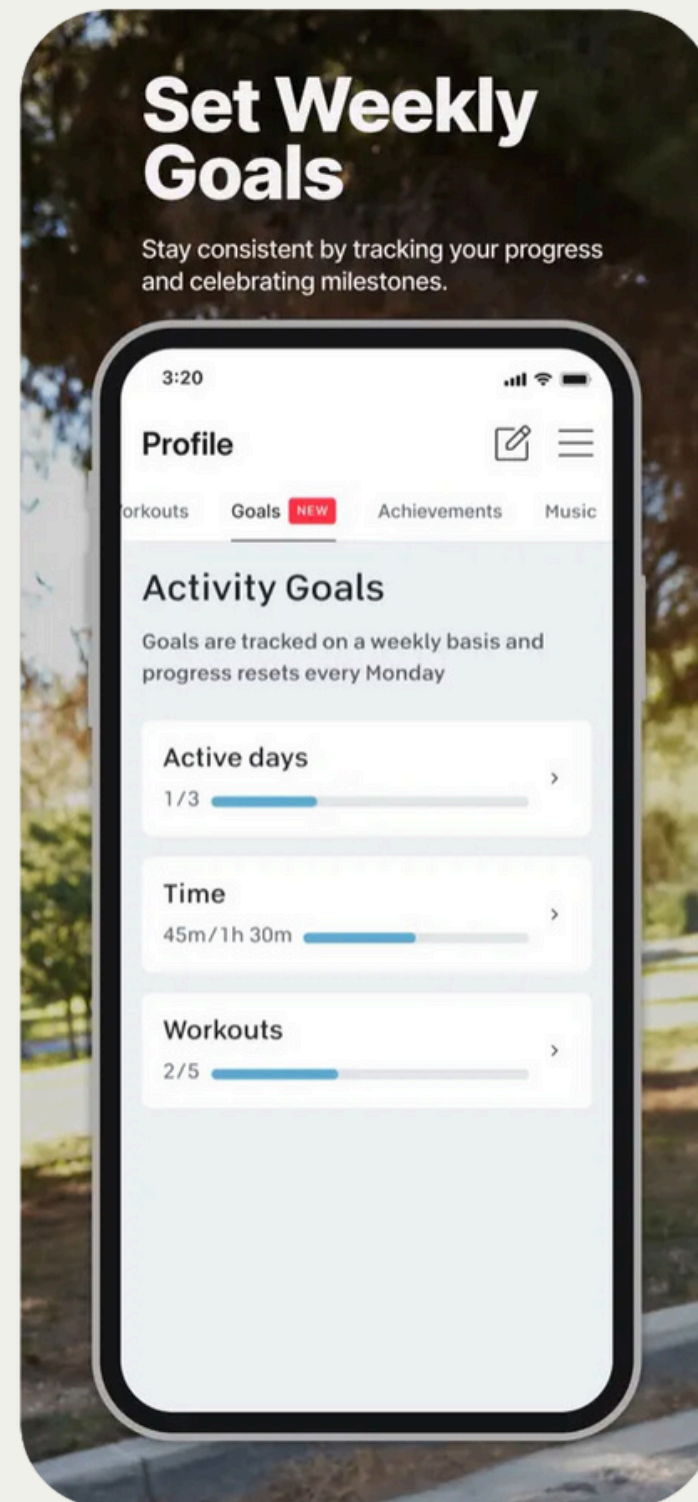 Set Weekly
Goals
Stay consistent by tracking your progress
and celebrating milestones.
3:20
Profile
orkouts Goals NEW Achievements Music
Activity Goals
Goals are tracked on a weekly basis and
progress resets every Monday
Active days
1/3
Time
45m/1h 30m
Workouts
2/5